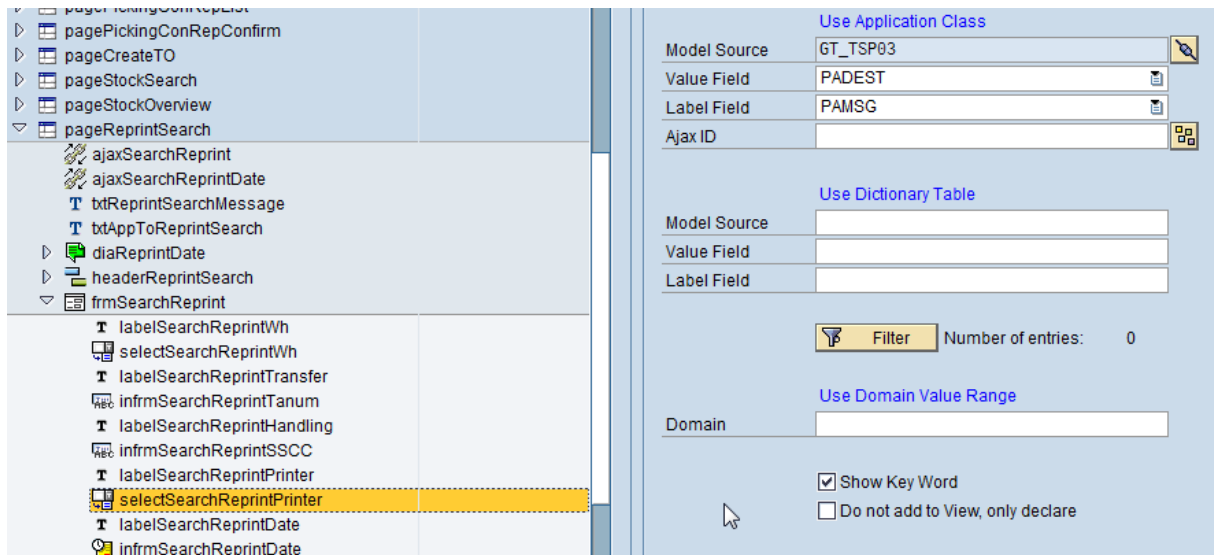 pagePickingConRepList
pagePickingConRepConfirm
pageCreateTO
pageStockSearch
pageStockOverview
pageReprintSearch
ajaxSearchReprint
ajaxSearchReprintDate
txtReprintSearchMessage
txtAppToReprintSearch
diaReprintDate
headerReprintSearch
frmSearchReprint
labelSearchReprintWh
selectSearchReprintWh
labelSearchReprintTransfer
infrmSearchReprintTanum
labelSearchReprintHandling
infrmSearchReprintSSCC
labelSearchReprintPrinter
selectSearchReprintPrinter
labelSearchReprintDate
infrmSearchReprintDate
Use Application Class
Model Source GT_TSP03
Value Field PADEST
Label Field PAMSG
Ajax ID
Use Dictionary Table
Model Source
Value Field
Label Field
Filter Number of entries: 0
Use Domain Value Range
Domain
Show Key Word
Do not add to View, only declare